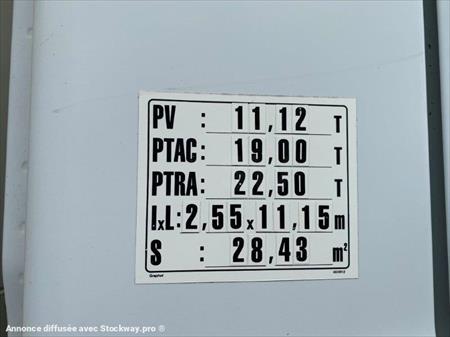 PV : 11,12 T
PTAC : 19,00 T
PTRA : 22,50 T
lxL : 2,55 x 11,15 m
S : 28,43 m²
Annonce diffusée avec Stockway.pro ®